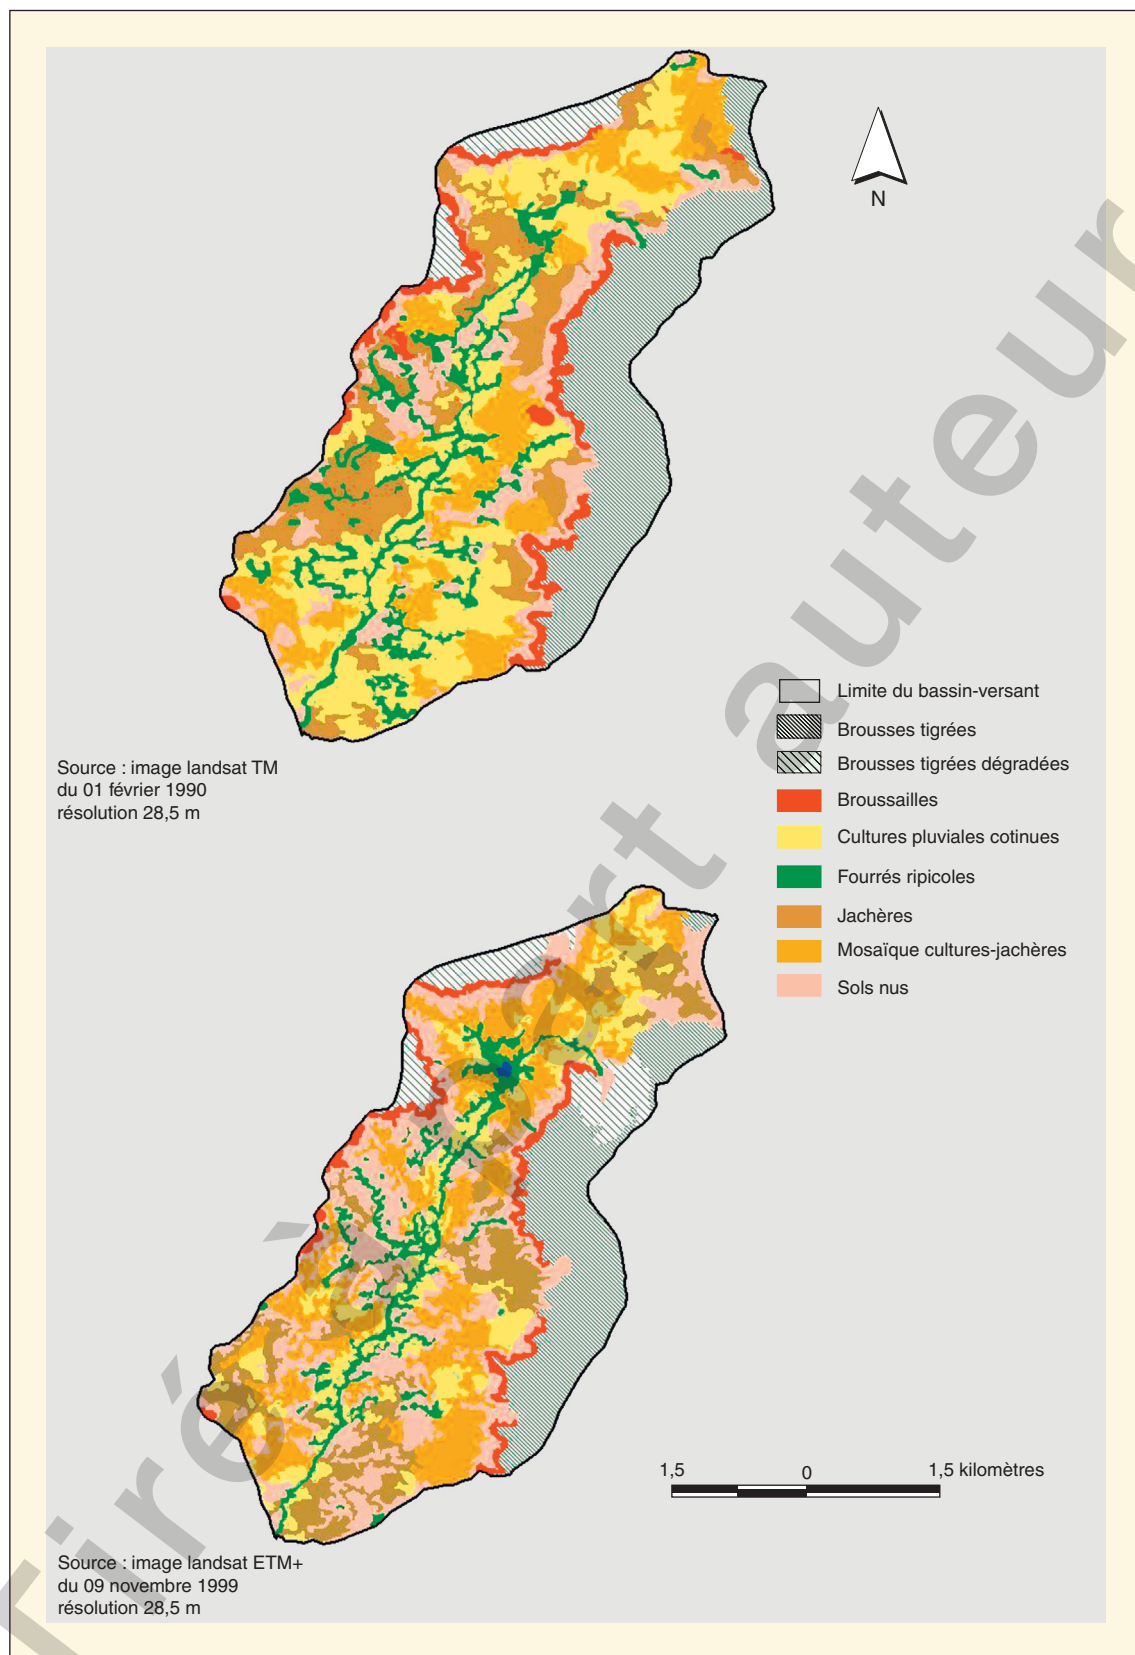 N
Limite du bassin-versant
Brousses tigrées
Brousses tigrées dégradées
Broussailles
Cultures pluviales cotinues
Fourrés ripicoles
Jachères
Mosaïque cultures-jachères
Sols nus
Source : image landsat TM
du 01 février 1990
résolution 28,5 m
1,5 0 1,5 kilomètres
Source : image landsat ETM+
du 09 novembre 1999
résolution 28,5 m
Tiré à part auteur